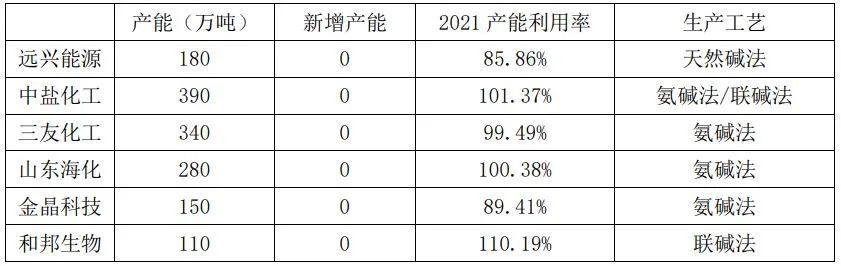 产能（万吨） 新增产能 2021 产能利用率 生产工艺
远兴能源 180 0 85.86% 天然碱法
中盐化工 390 0 101.37% 氨碱法/联碱法
三友化工 340 0 99.49% 氨碱法
山东海化 280 0 100.38% 氨碱法
金晶科技 150 0 89.41% 氨碱法
和邦生物 110 0 110.19% 联碱法